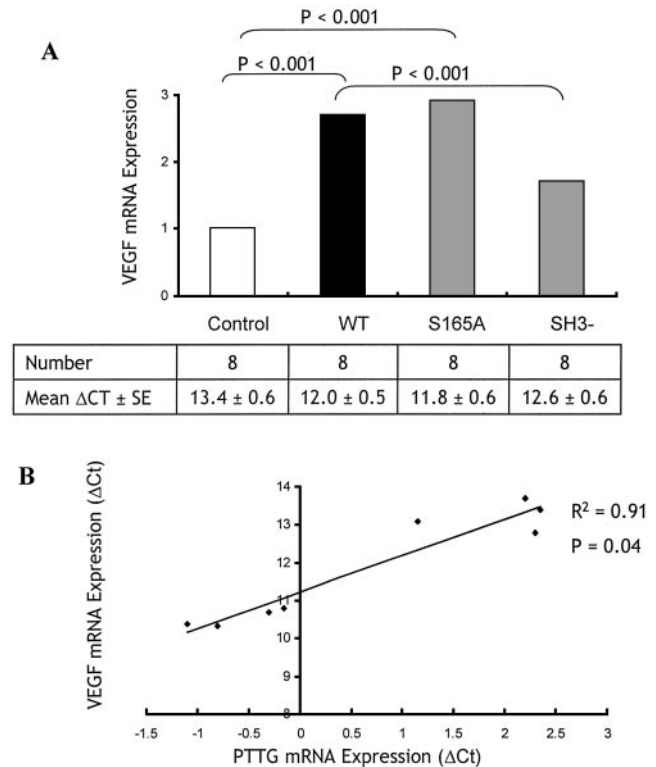 P < 0.001
A
P < 0.001
P < 0.001
VEGF mRNA Expression
3
2
1
0
Control WT S165A SH3-
Number 8 8 8 8
Mean ΔCT ± SE 13.4 ± 0.6 12.0 ± 0.5 11.8 ± 0.6 12.6 ± 0.6
B
VEGF mRNA Expression (ΔCt)
14
13
12
11
10
9
8
R² = 0.91
P = 0.04
-1.5 -1 -0.5 0 0.5 1 1.5 2 2.5 3
PTTG mRNA Expression (ΔCt)